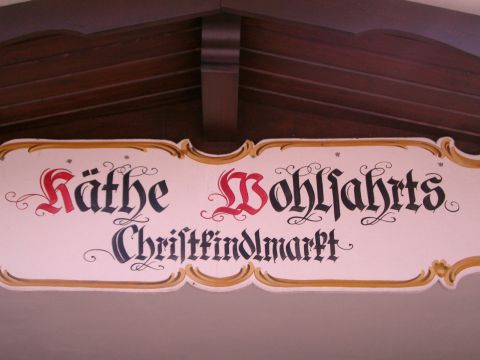 Käthe Wohlfahrts
Christkindlmarkt